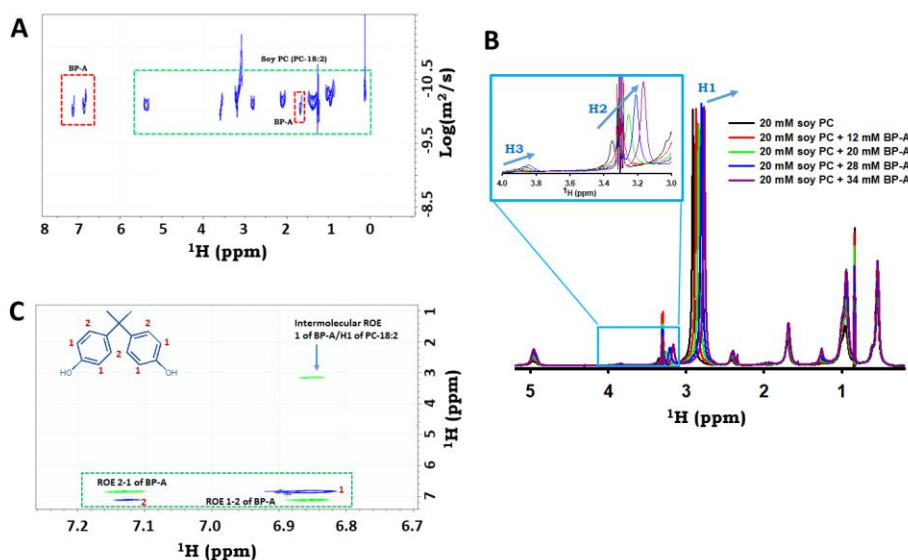 A
BP-A
Soy PC (PC-18:2)
BP-A
-10.5
-9.5
-8.5
Log(m²/s)
8 7 6 5 4 3 2 1 0
¹H (ppm)
B
H1
H2
H3
4.0 3.8 3.6 3.4 3.2 3.0
¹H (ppm)
20 mM soy PC
20 mM soy PC + 12 mM BP-A
20 mM soy PC + 20 mM BP-A
20 mM soy PC + 28 mM BP-A
20 mM soy PC + 34 mM BP-A
5 4 3 2 1
¹H (ppm)
C
2 2
1 1
2
HO 1 1 OH
Intermolecular ROE
1 of BP-A/H1 of PC-18:2
ROE 2-1 of BP-A
1
2
ROE 1-2 of BP-A
1
2
3
4
5
6
7
¹H (ppm)
7.2 7.1 7.0 6.9 6.8 6.7
¹H (ppm)